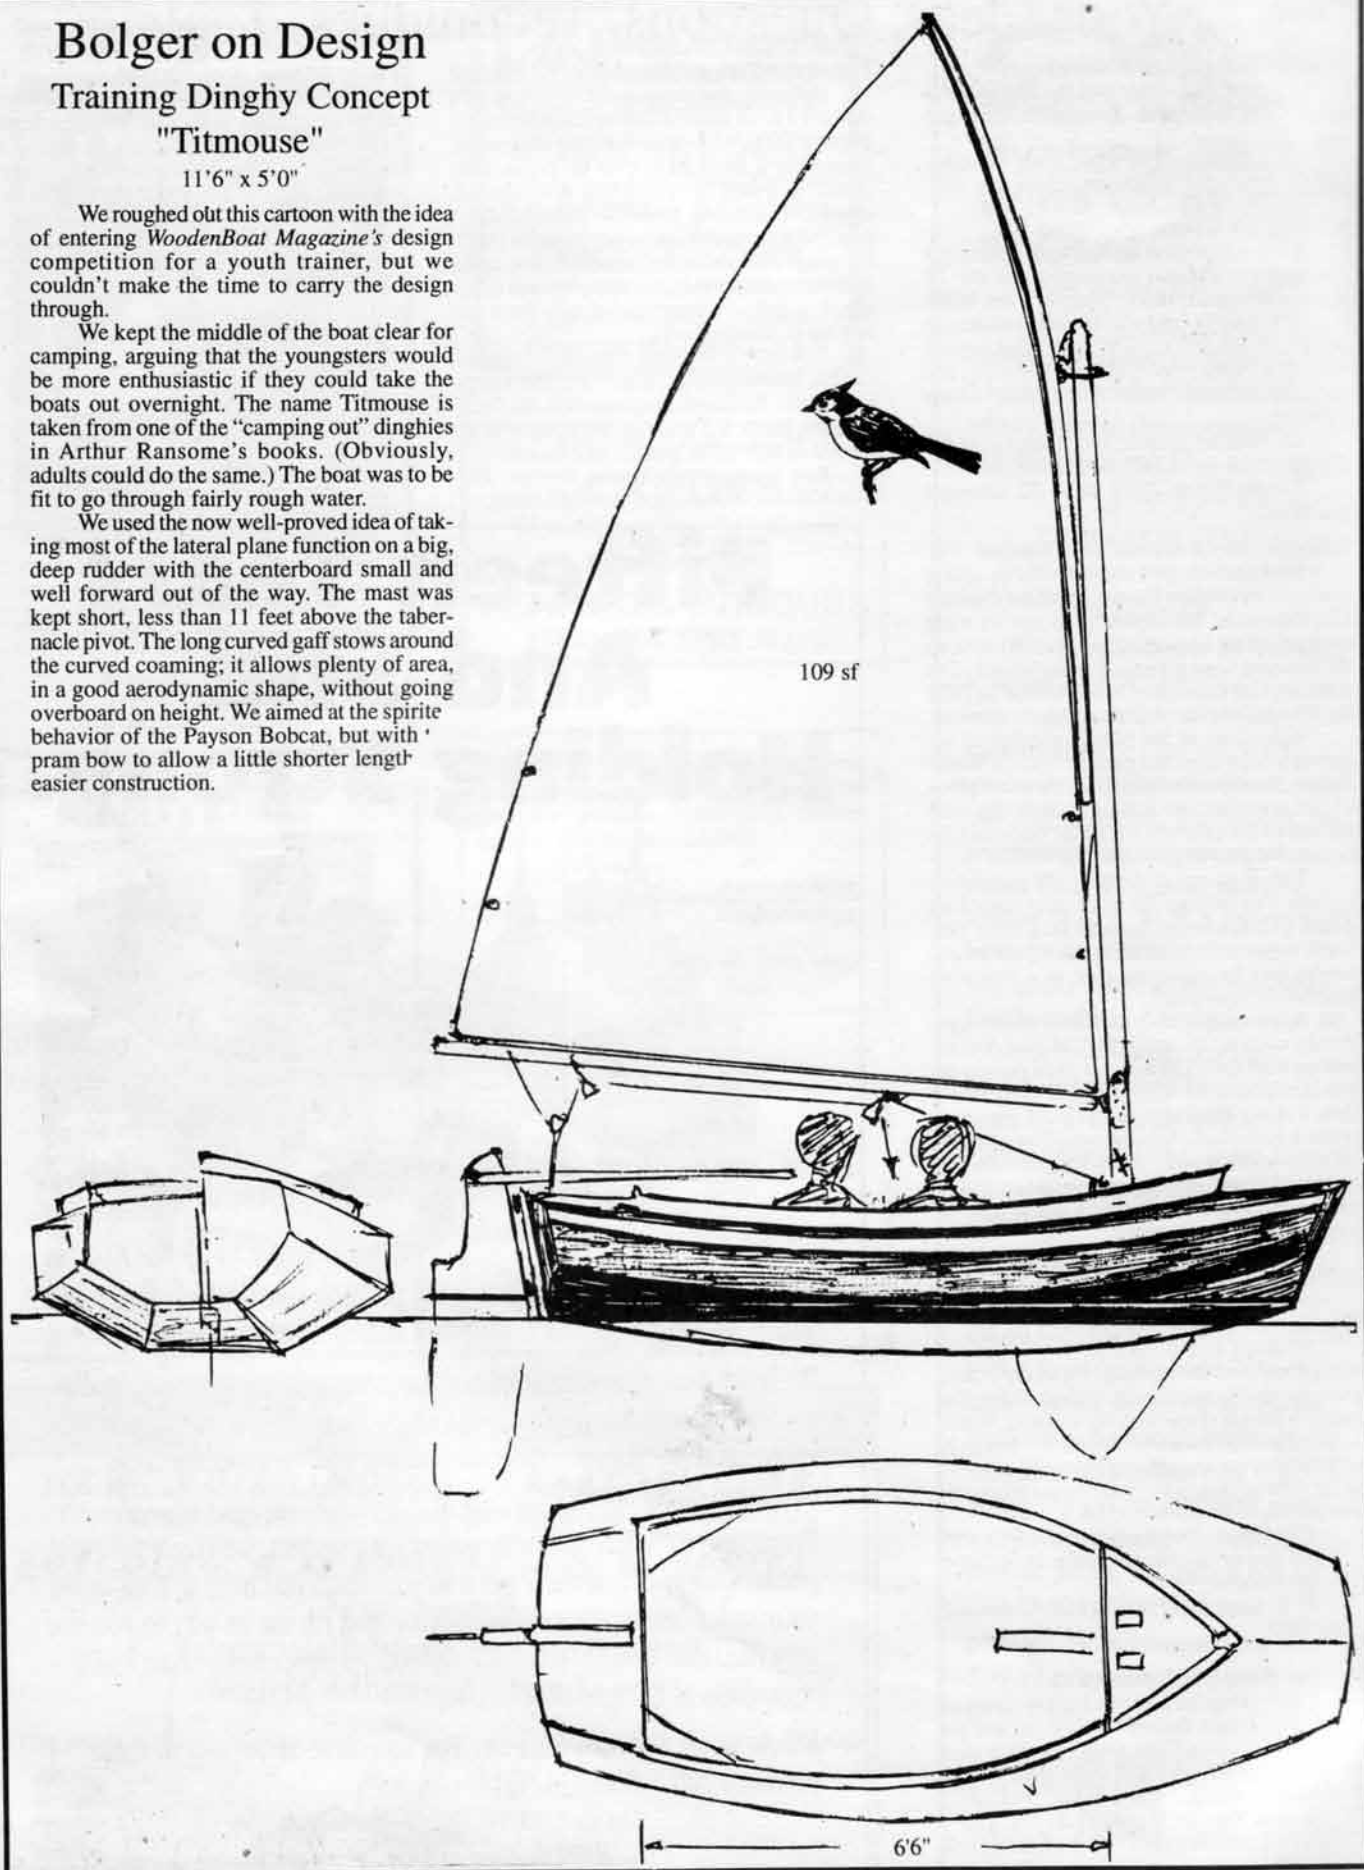 Bolger on Design
Training Dinghy Concept
"Titmouse"
11'6" x 5'0"
We roughed out this cartoon with the idea
of entering WoodenBoat Magazine's design
competition for a youth trainer, but we
couldn't make the time to carry the design
through.
We kept the middle of the boat clear for
camping, arguing that the youngsters would
be more enthusiastic if they could take the
boats out overnight. The name Titmouse is
taken from one of the “camping out” dinghies
in Arthur Ransome's books. (Obviously,
adults could do the same.) The boat was to be
fit to go through fairly rough water.
We used the now well-proved idea of tak-
ing most of the lateral plane function on a big,
deep rudder with the centerboard small and
well forward out of the way. The mast was
kept short, less than 11 feet above the taber-
nacle pivot. The long curved gaff stows around
the curved coaming; it allows plenty of area,
in a good aerodynamic shape, without going
overboard on height. We aimed at the spirite
behavior of the Payson Bobcat, but with
pram bow to allow a little shorter length
easier construction.
109 sf
6'6"